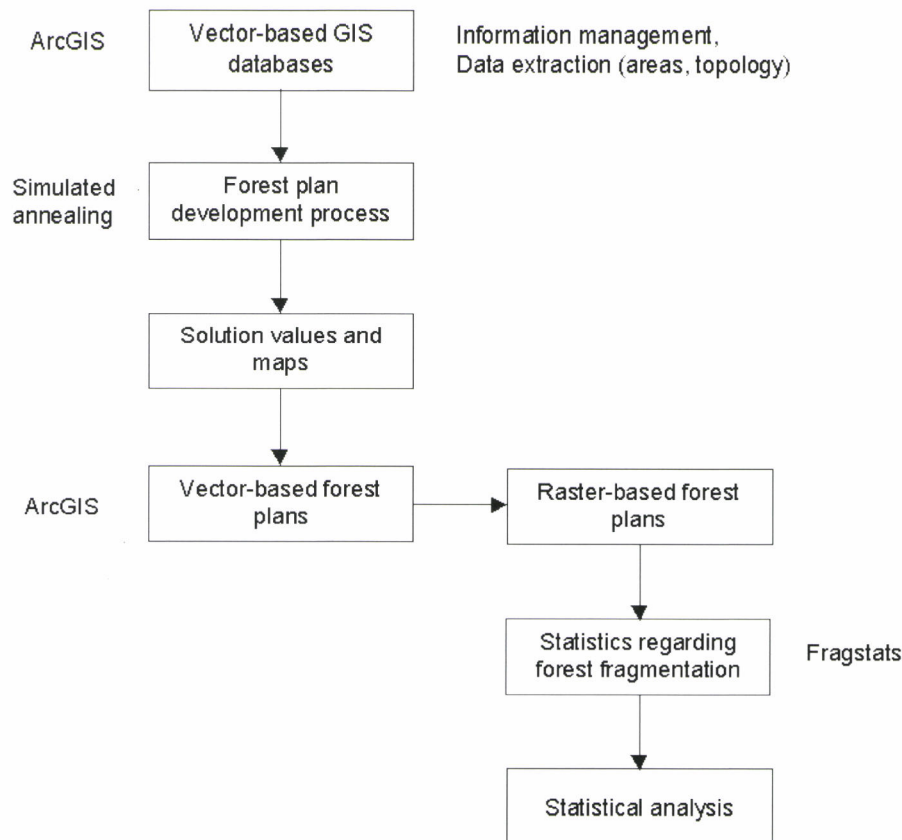 ArcGIS
Vector-based GIS
databases
Information management,
Data extraction (areas, topology)
Simulated
annealing
Forest plan
development process
Solution values and
maps
ArcGIS
Vector-based forest
plans
Raster-based forest
plans
Statistics regarding
forest fragmentation
Fragstats
Statistical analysis